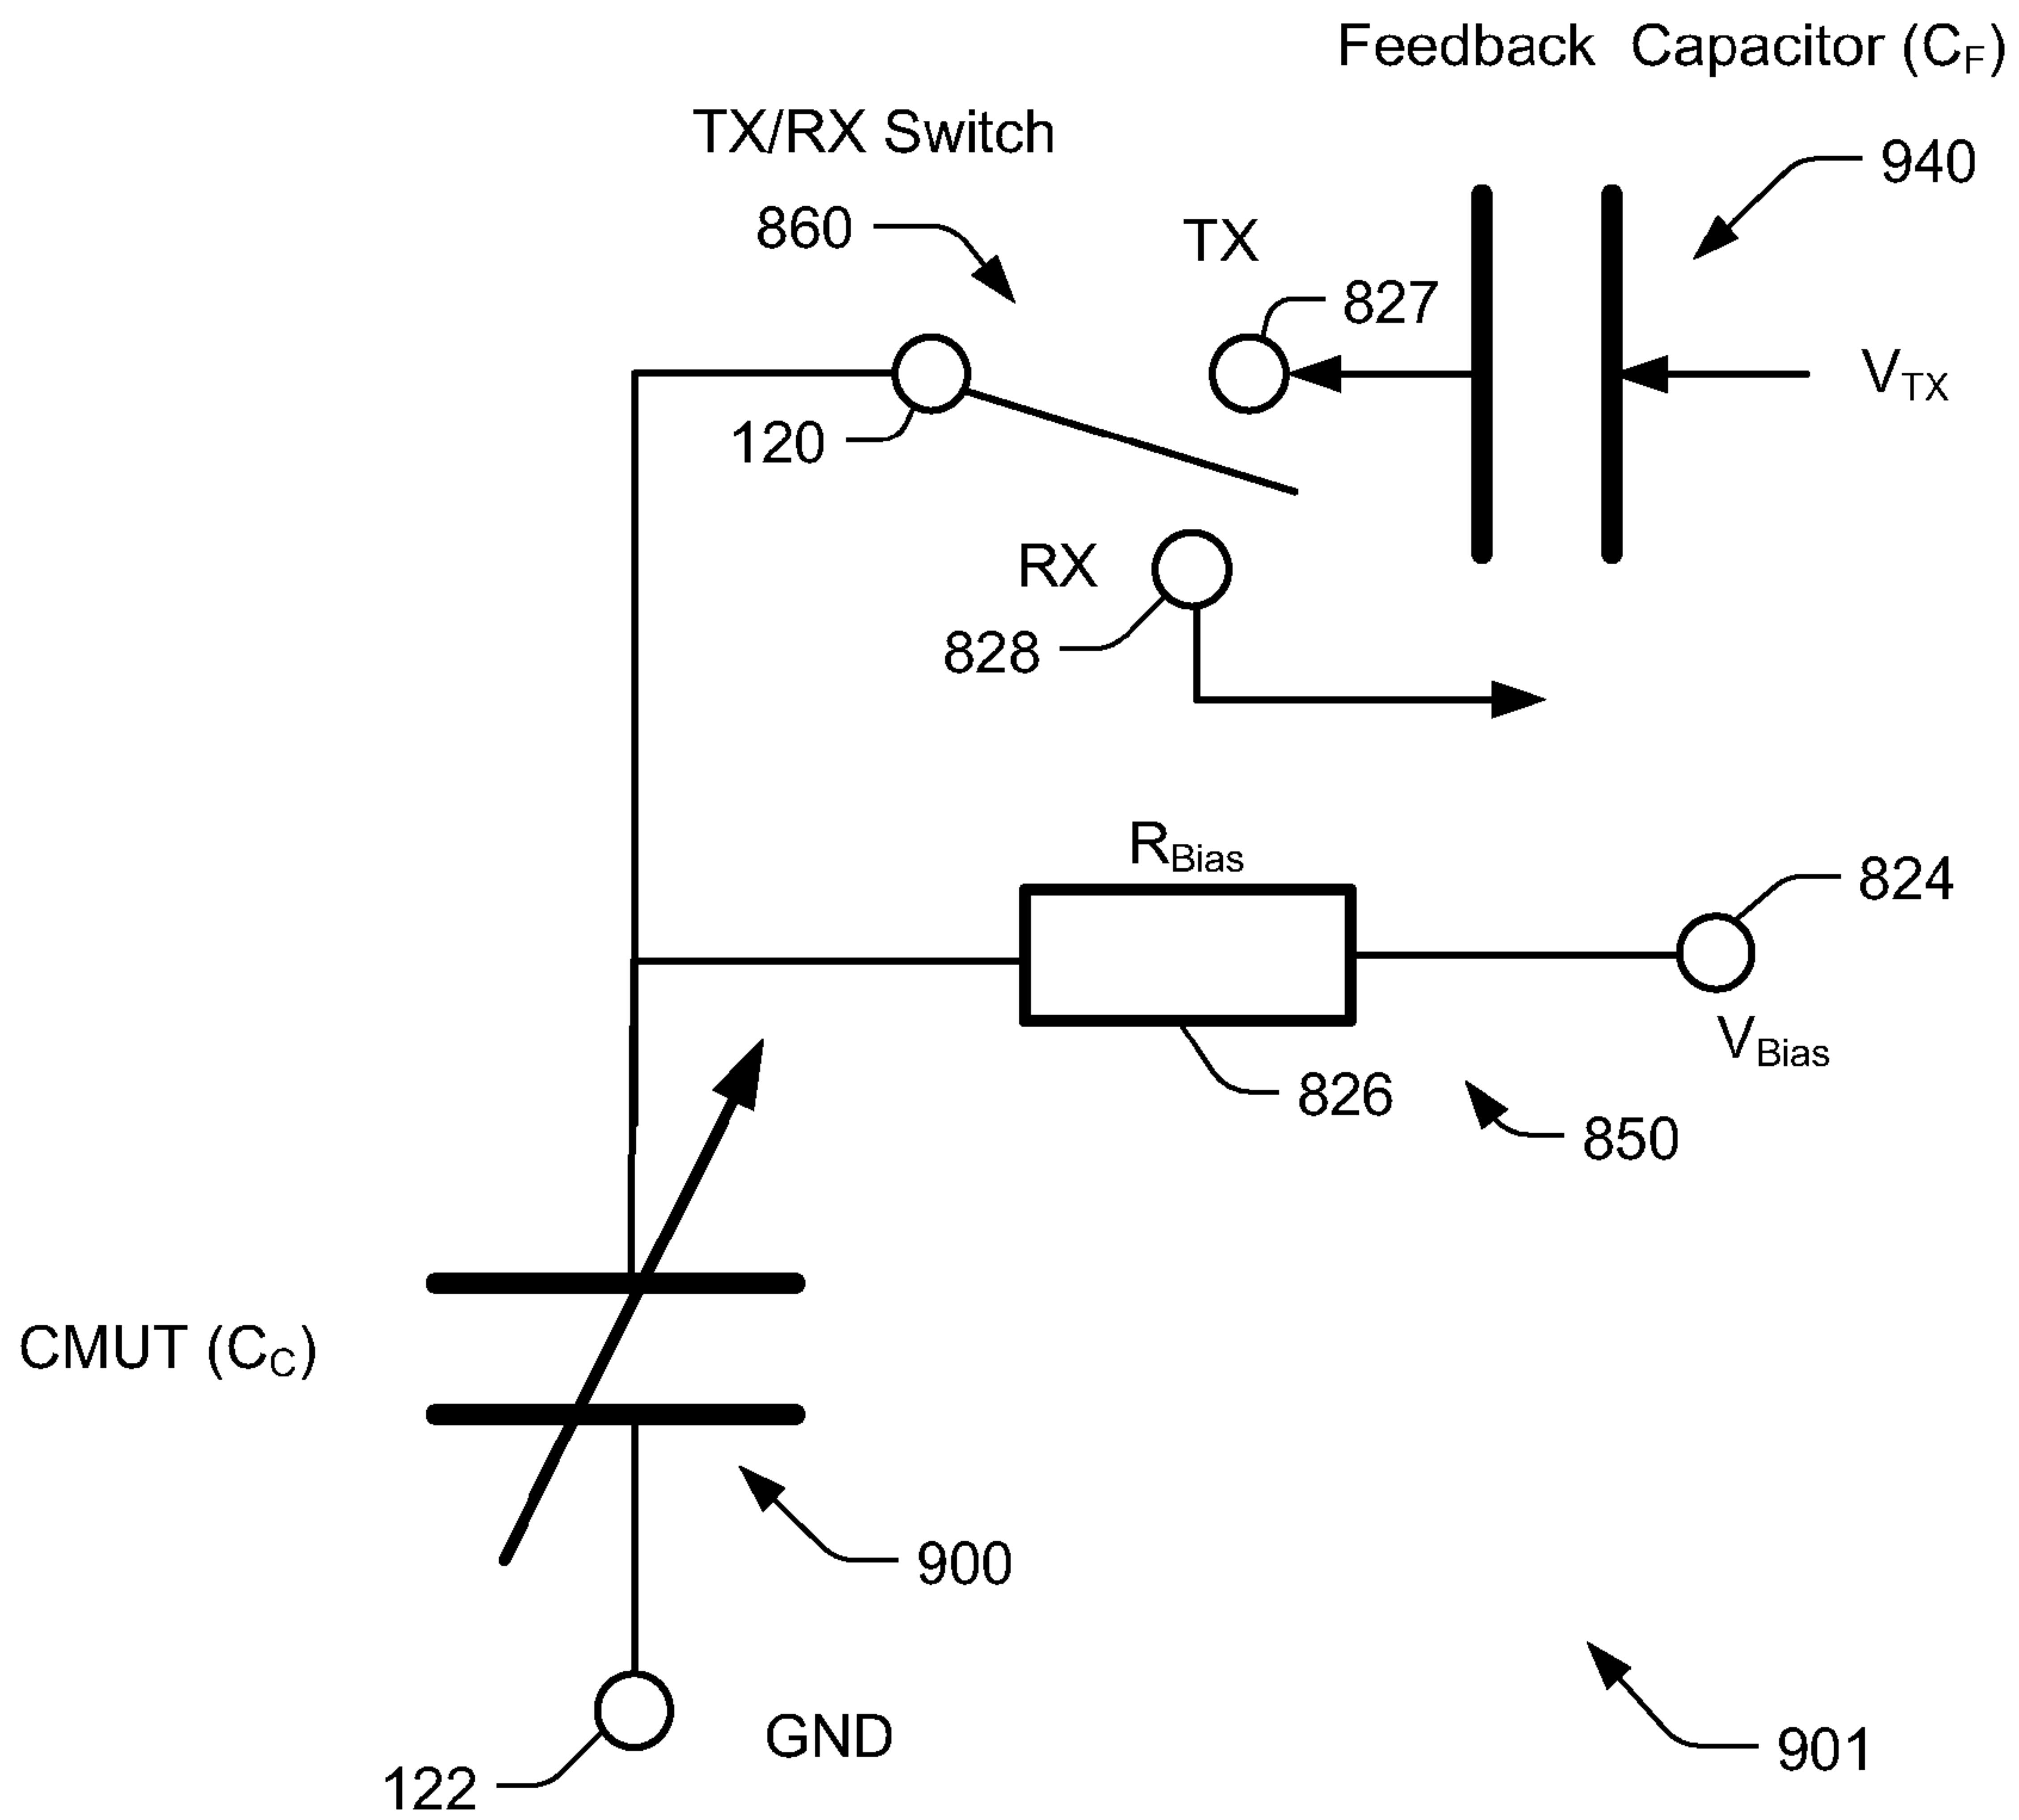 Feedback Capacitor (CF)
TX/RX Switch
940
860
TX
827
VTX
120
RX
828
RBias
824
VBias
826
850
CMUT (CC)
900
GND
901
122